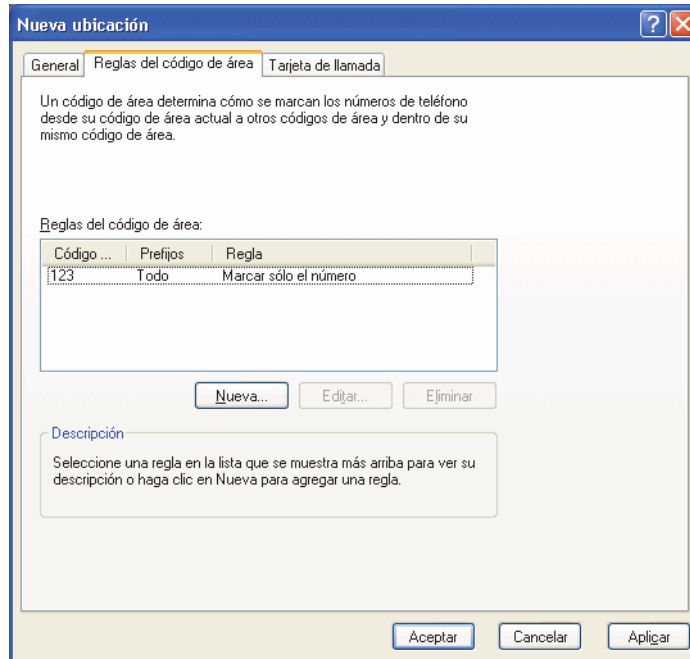 Nueva ubicación
General
Reglas del código de área
Tarjeta de llamada
Un código de área determina cómo se marcan los números de teléfono
desde su código de área actual a otros códigos de área y dentro de su
mismo código de área.
Reglas del código de área:
Código ... Prefijos Regla
123 Todo Marcar sólo el número
Nueva... Editar... Eliminar
Descripción
Seleccione una regla en la lista que se muestra más arriba para ver su
descripción o haga clic en Nueva para agregar una regla.
Aceptar Cancelar Aplicar